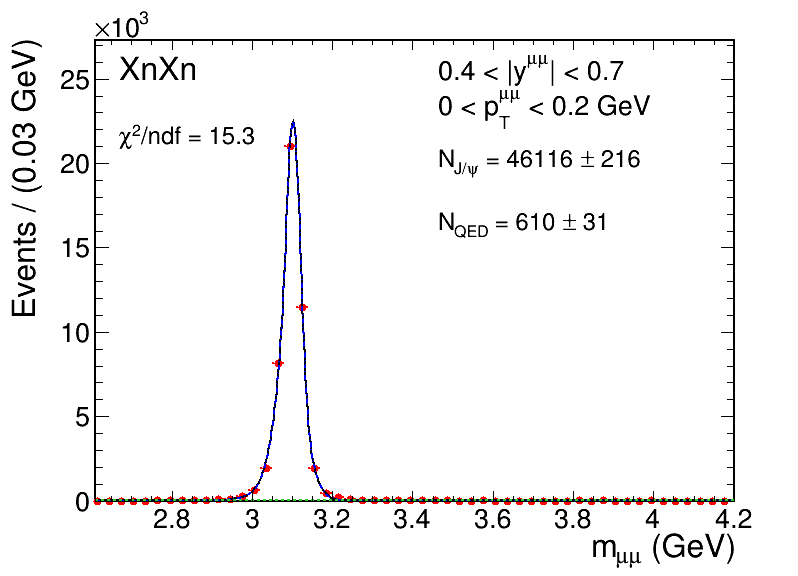 ×10³
XnXn
0.4 < |y^μμ| < 0.7
0 < p_T^μμ < 0.2 GeV
χ²/ndf = 15.3
N_J/ψ = 46116 ± 216
N_QED = 610 ± 31
Events / (0.03 GeV)
25
20
15
10
5
0
2.8 3 3.2 3.4 3.6 3.8 4 4.2
m_μμ (GeV)